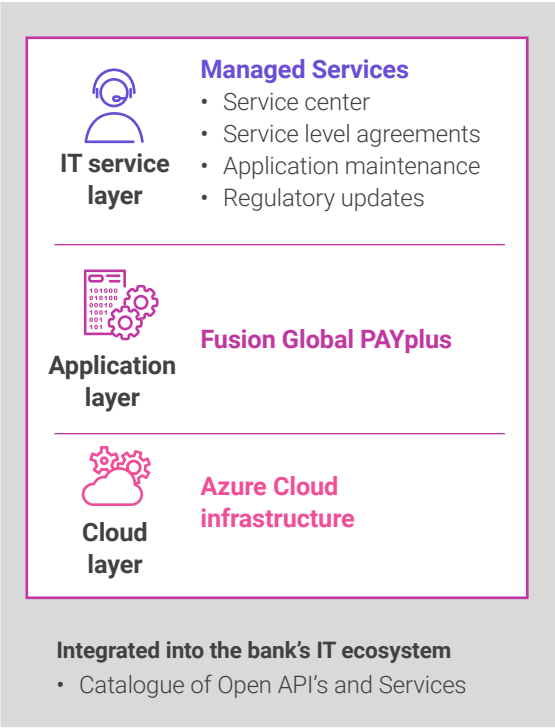 Managed Services
• Service center
• Service level agreements
• Application maintenance
• Regulatory updates
IT service
layer
101000
010100
00010
1001
001
101
Fusion Global PAYplus
Application
layer
Azure Cloud
infrastructure
Cloud
layer
Integrated into the bank’s IT ecosystem
• Catalogue of Open API’s and Services